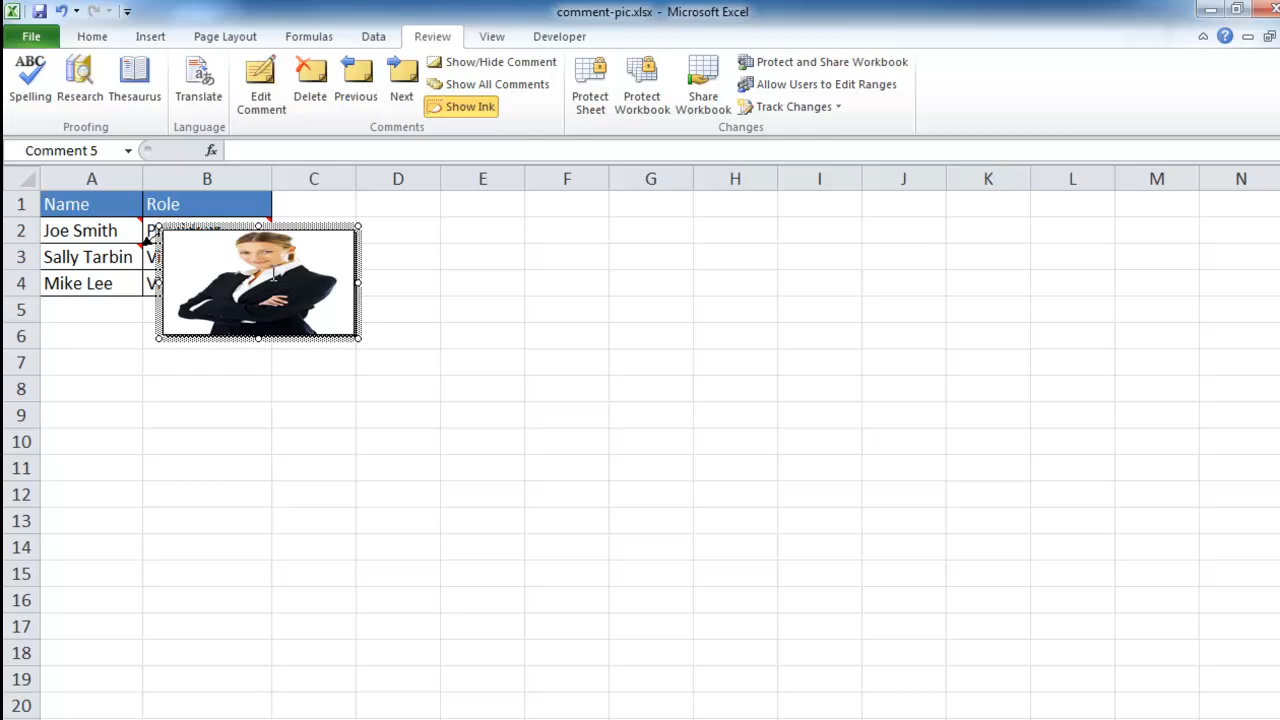 comment-pic.xlsx - Microsoft Excel
File Home Insert Page Layout Formulas Data Review View Developer
ABC
Spelling Research Thesaurus
Proofing
Translate
Language
Edit Comment Delete Previous Next
Show/Hide Comment
Show All Comments
Show Ink
Comments
Protect Sheet Protect Workbook Share Workbook
Protect and Share Workbook
Allow Users to Edit Ranges
Track Changes
Changes
Comment 5 fx
A B C D E F G H I J K L M N
1 Name Role
2 Joe Smith
3 Sally Tarbin
4 Mike Lee
5
6
7
8
9
10
11
12
13
14
15
16
17
18
19
20